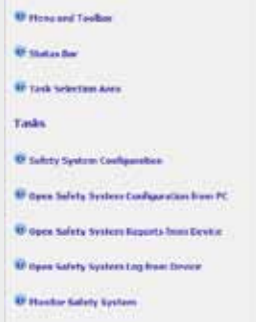 Menu and Toolbar
Status Bar
Task Selection Area
Tasks
Safety System Configuration
Open Safety System Configuration from PC
Open Safety System Reports from Device
Open Safety System Log from Device
Monitor Safety System